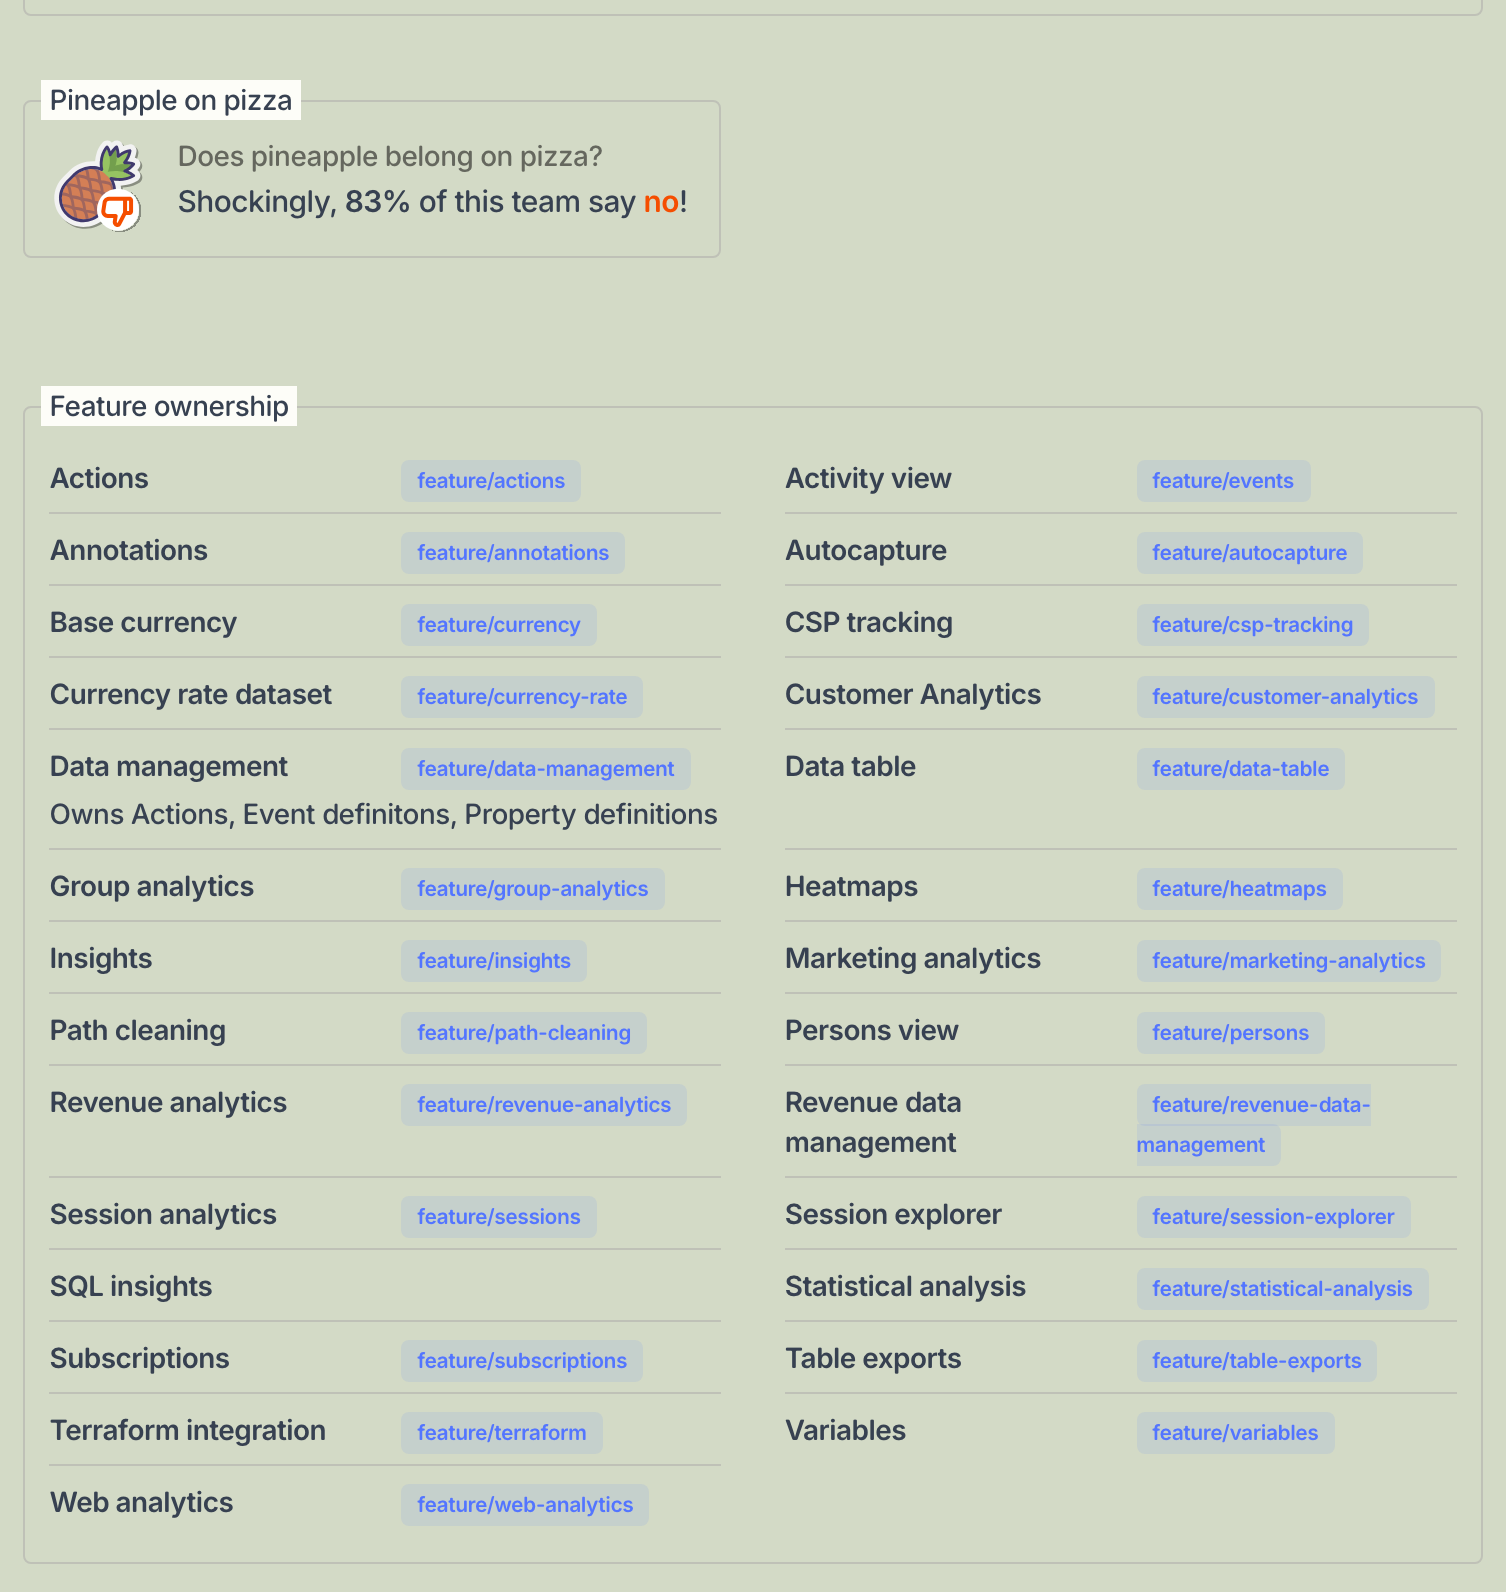 Pineapple on pizza
Does pineapple belong on pizza?
Shockingly, 83% of this team say no!
Feature ownership
Actions feature/actions
Activity view feature/events
Annotations feature/annotations
Autocapture feature/autocapture
Base currency feature/currency
CSP tracking feature/csp-tracking
Currency rate dataset feature/currency-rate
Customer Analytics feature/customer-analytics
Data management feature/data-management
Owns Actions, Event definitons, Property definitions
Data table feature/data-table
Group analytics feature/group-analytics
Heatmaps feature/heatmaps
Insights feature/insights
Marketing analytics feature/marketing-analytics
Path cleaning feature/path-cleaning
Persons view feature/persons
Revenue analytics feature/revenue-analytics
Revenue data feature/revenue-data-
management management
Session analytics feature/sessions
Session explorer feature/session-explorer
SQL insights
Statistical analysis feature/statistical-analysis
Subscriptions feature/subscriptions
Table exports feature/table-exports
Terraform integration feature/terraform
Variables feature/variables
Web analytics feature/web-analytics